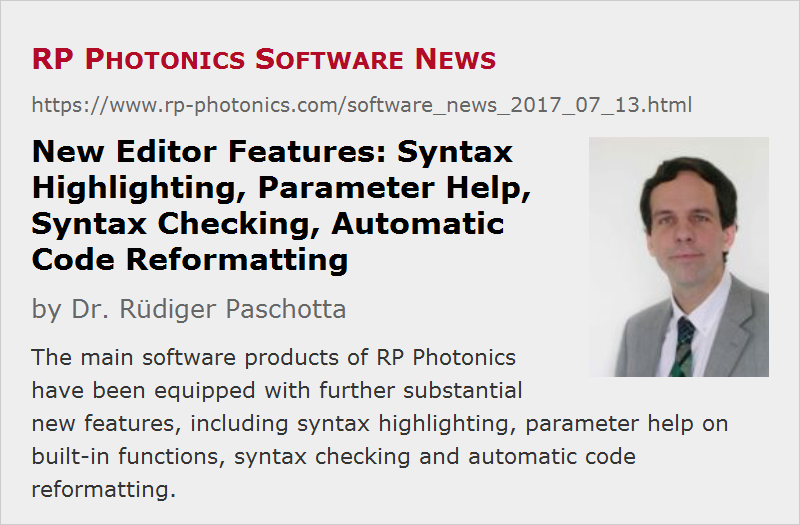 RP Photonics Software News
https://www.rp-photonics.com/software_news_2017_07_13.html
New Editor Features: Syntax
Highlighting, Parameter Help,
Syntax Checking, Automatic
Code Reformatting
by Dr. Rüdiger Paschotta
The main software products of RP Photonics
have been equipped with further substantial
new features, including syntax highlighting, parameter help on
built-in functions, syntax checking and automatic code
reformatting.